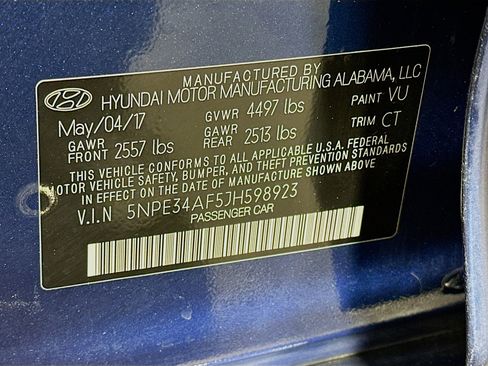 MANUFACTURED BY
HYUNDAI MOTOR MANUFACTURING ALABAMA, LLC
May/04/17 GVWR 4497 lbs PAINT VU
GAWR FRONT 2557 lbs GAWR REAR 2513 lbs TRIM CT
THIS VEHICLE CONFORMS TO ALL APPLICABLE U.S.A. FEDERAL
MOTOR VEHICLE SAFETY, BUMPER, AND THEFT PREVENTION STANDARDS
IN EFFECT ON THE DATE OF MANUFACTURE SHOWN ABOVE.
V.I.N 5NPE34AF5JH598923
PASSENGER CAR